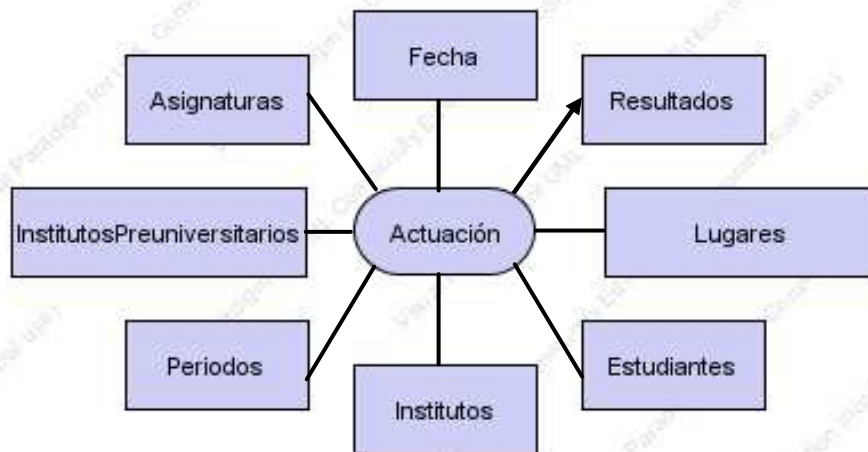 Fecha
Asignaturas
Resultados
InstitutosPreuniversitarios
Actuación
Lugares
Periodos
Estudiantes
Institutos